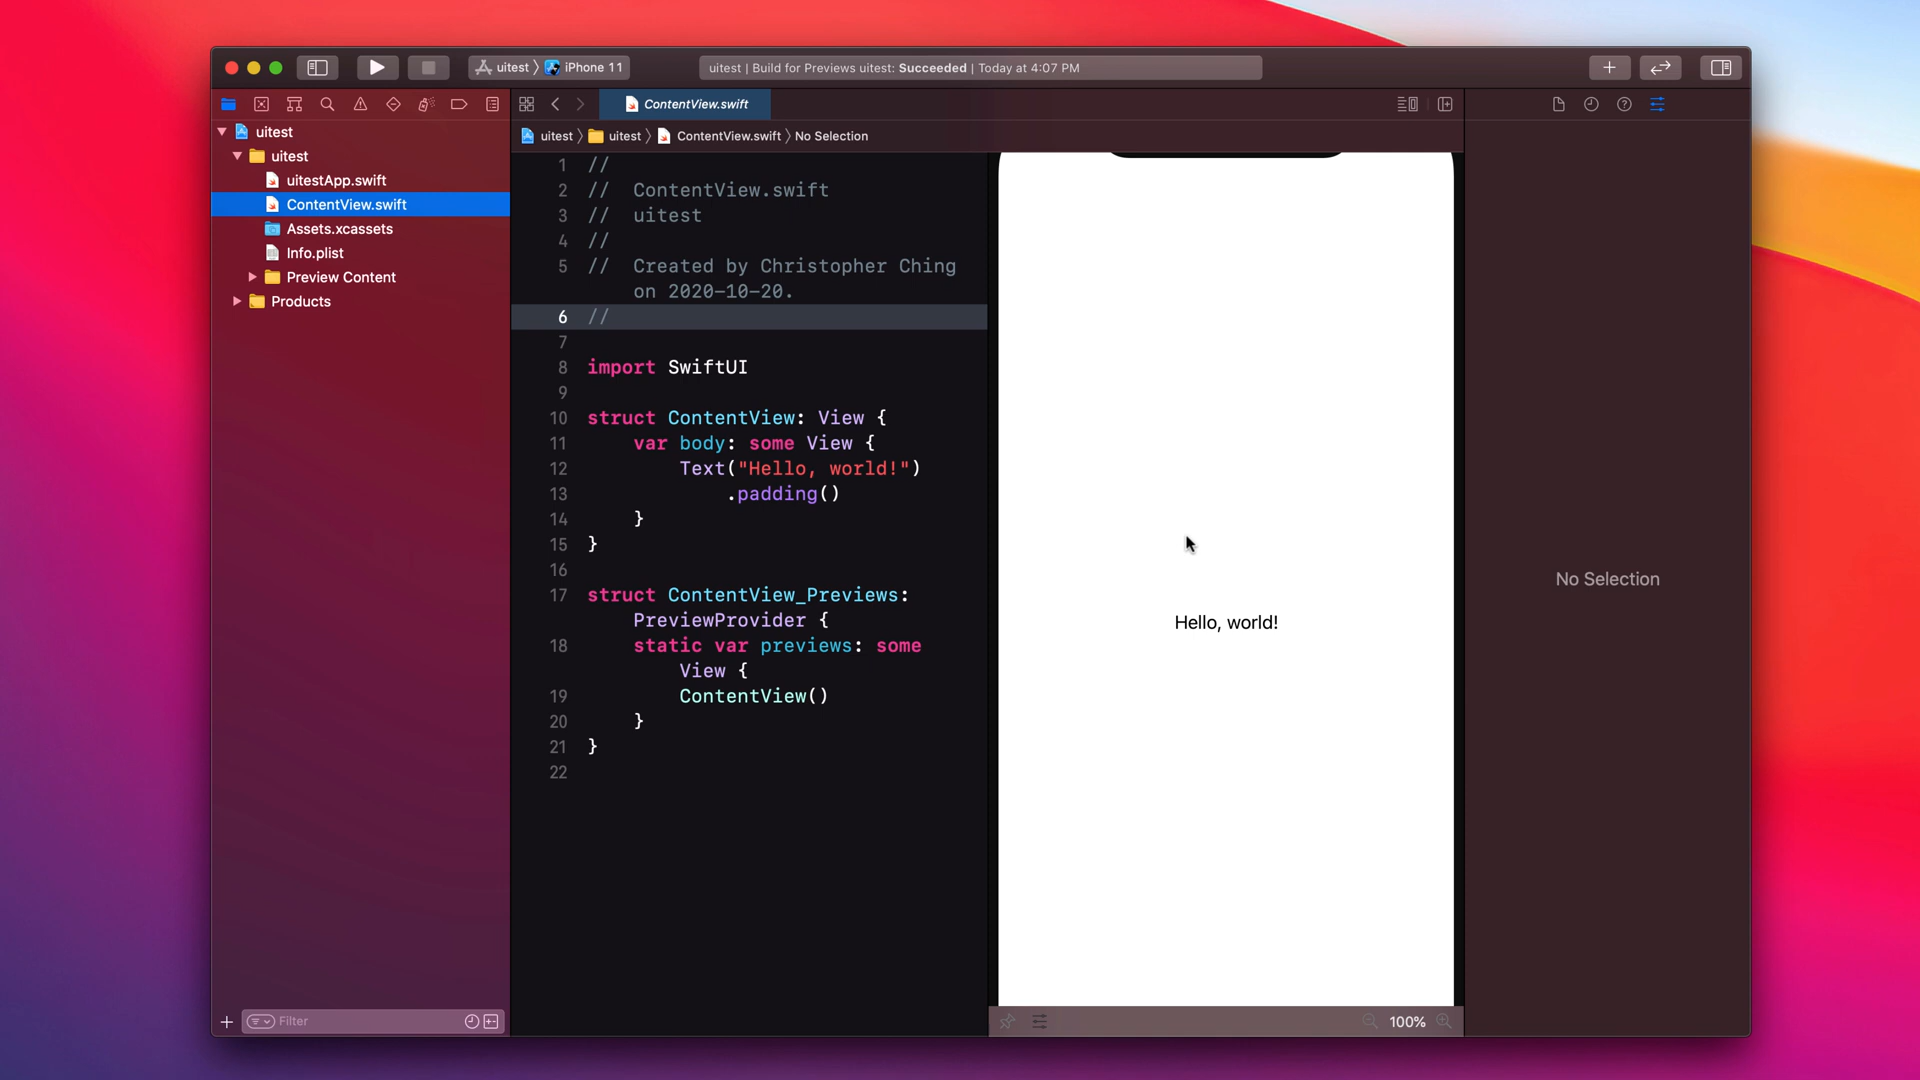 uitest 〉 iPhone 11
uitest | Build for Previews uitest: Succeeded | Today at 4:07 PM
ContentView.swift
uitest 〉 uitest 〉 ContentView.swift 〉 No Selection
uitest
uitest
uitestApp.swift
ContentView.swift
Assets.xcassets
Info.plist
Preview Content
Products
Filter
1 //
2 //  ContentView.swift
3 //  uitest
4 //
5 //  Created by Christopher Ching
on 2020-10-20.
6 //
7
8 import SwiftUI
9
10 struct ContentView: View {
11     var body: some View {
12         Text("Hello, world!")
13             .padding()
14     }
15 }
16
17 struct ContentView_Previews:
PreviewProvider {
18     static var previews: some
View {
19         ContentView()
20     }
21 }
22
Hello, world!
100%
No Selection